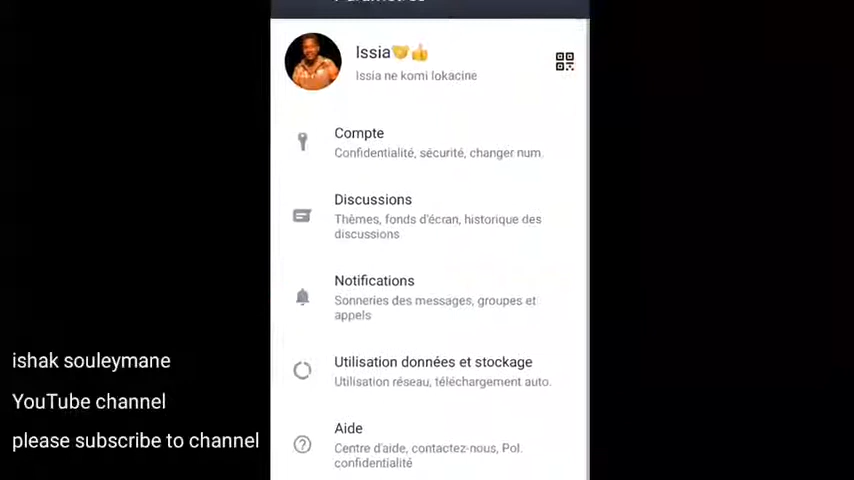 Paramètres
Issia🤝👍
Issia ne komi lokacine
Compte
Confidentialité, sécurité, changer num.
Discussions
Thèmes, fonds d'écran, historique des
discussions
Notifications
Sonneries des messages, groupes et
appels
Utilisation données et stockage
Utilisation réseau, téléchargement auto.
Aide
Centre d'aide, contactez-nous, Pol.
confidentialité
ishak souleymane
YouTube channel
please subscribe to channel